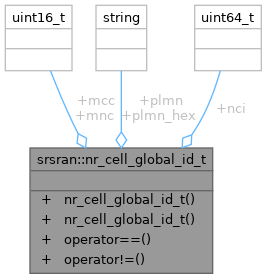 uint16_t
string
uint64_t
+mcc
+mnc
+plmn
+plmn_hex
+nci
srsran::nr_cell_global_id_t
+ nr_cell_global_id_t()
+ nr_cell_global_id_t()
+ operator==()
+ operator!=()